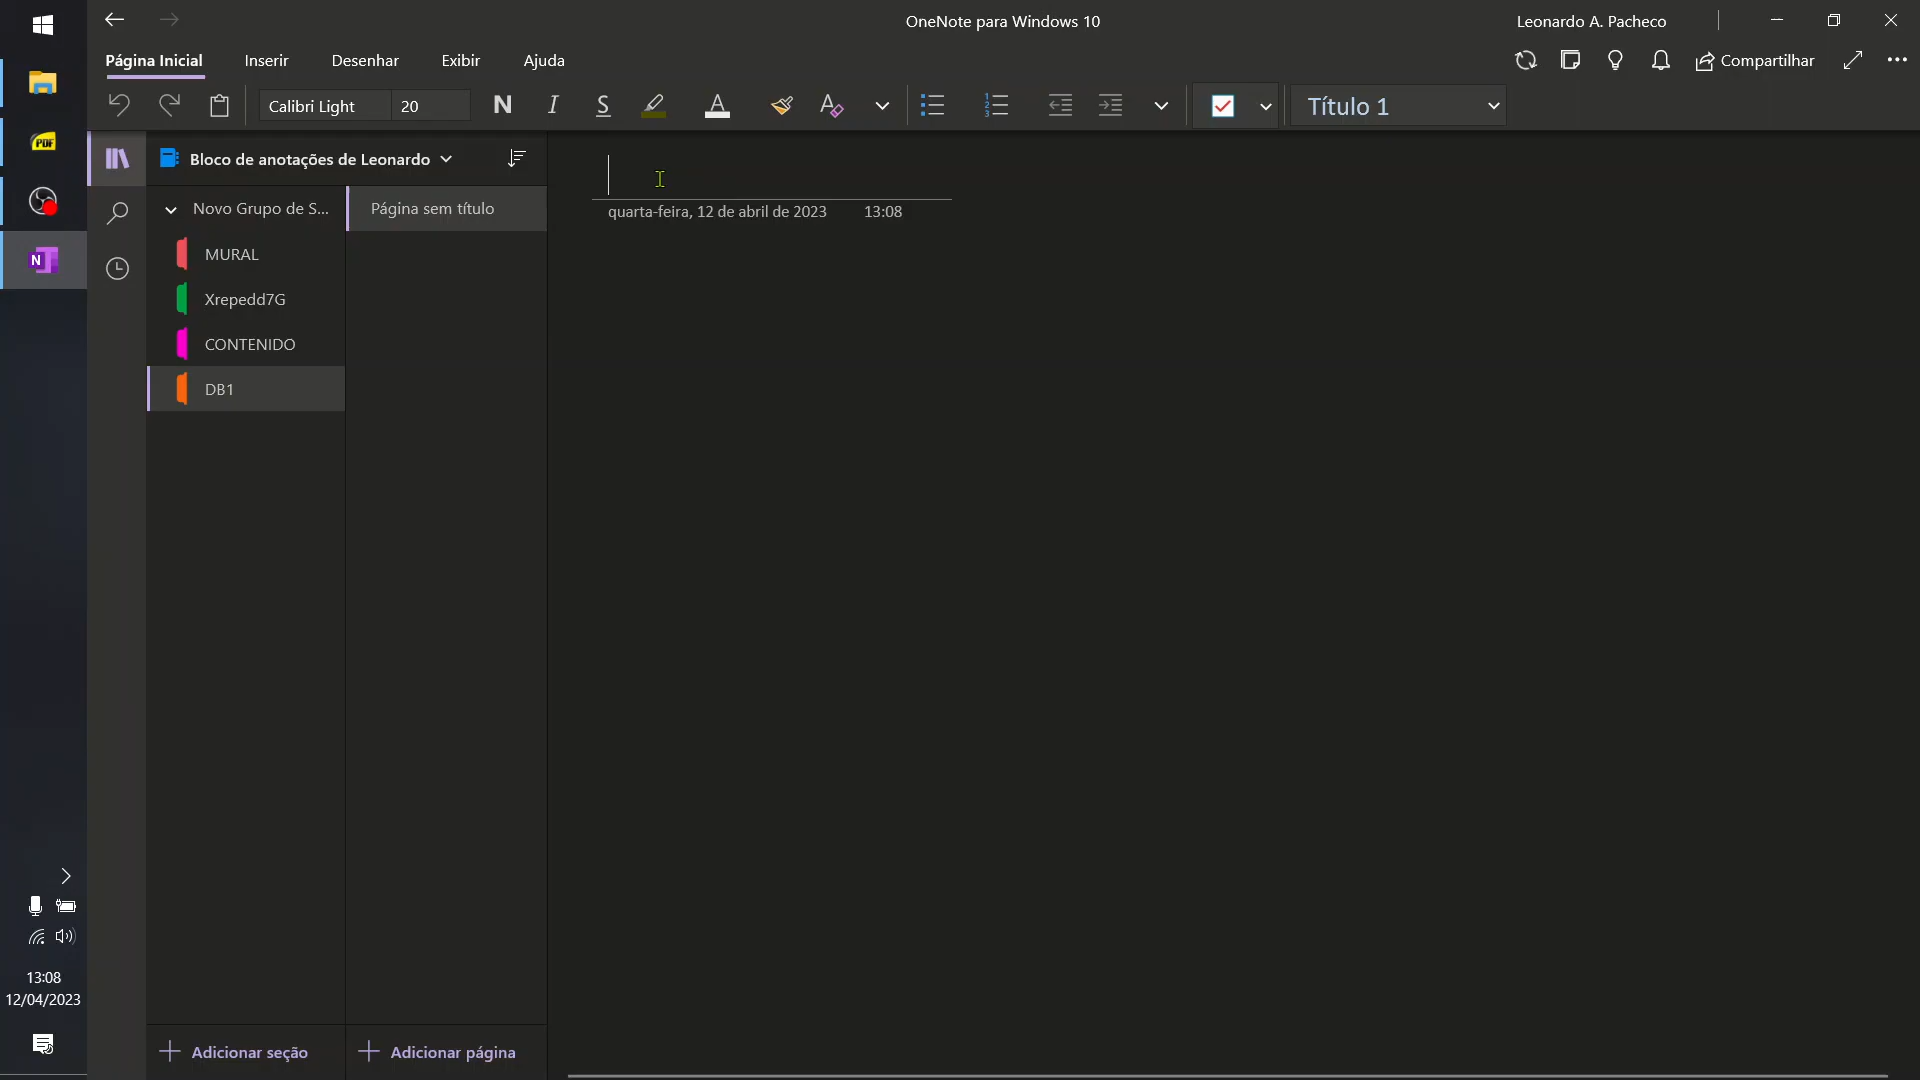 OneNote para Windows 10
Leonardo A. Pacheco
Página Inicial
Inserir
Desenhar
Exibir
Ajuda
Compartilhar
Calibri Light
20
N
I
S
Título 1
PDF
N
Bloco de anotações de Leonardo
Novo Grupo de S...
MURAL
Xrepedd7G
CONTENIDO
DB1
Página sem título
quarta-feira, 12 de abril de 2023
13:08
13:08
12/04/2023
Adicionar seção
Adicionar página